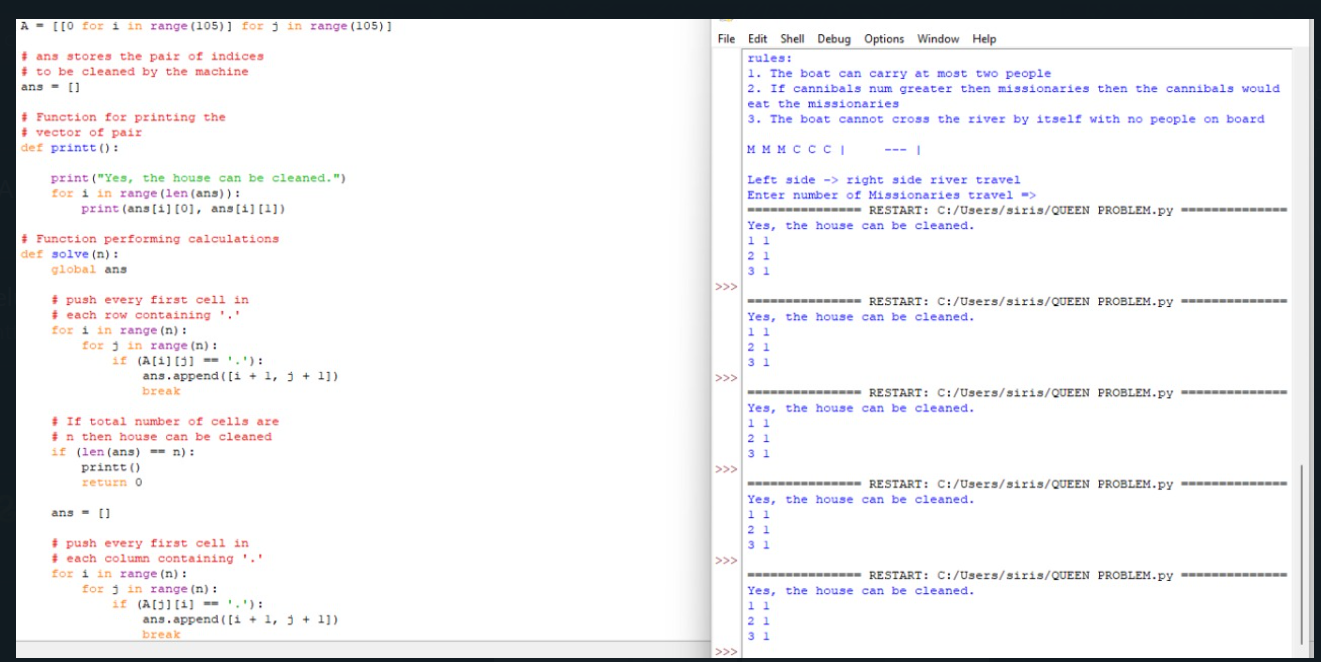 A = [[0 for i in range(105)] for j in range(105)]

# ans stores the pair of indices
# to be cleaned by the machine
ans = []

# Function for printing the
# vector of pair
def printt():

    print("Yes, the house can be cleaned.")
    for i in range(len(ans)):
        print(ans[i][0], ans[i][1])

# Function performing calculations
def solve(n):
    global ans

    # push every first cell in
    # each row containing '.'
    for i in range(n):
        for j in range(n):
            if (A[i][j] == '.'):
                ans.append([i + 1, j + 1])
                break

    # If total number of cells are
    # n then house can be cleaned
    if (len(ans) == n):
        printt()
        return 0

    ans = []

    # push every first cell in
    # each column containing '.'
    for i in range(n):
        for j in range(n):
            if (A[j][i] == '.'):
                ans.append([i + 1, j + 1])
                break
File Edit Shell Debug Options Window Help
rules:
1. The boat can carry at most two people
2. If cannibals num greater then missionaries then the cannibals would
eat the missionaries
3. The boat cannot cross the river by itself with no people on board

M M M C C C |     --- |

Left side -> right side river travel
Enter number of Missionaries travel =>
=============== RESTART: C:/Users/siris/QUEEN PROBLEM.py ==============
Yes, the house can be cleaned.
1 1
2 1
3 1
>>>
=============== RESTART: C:/Users/siris/QUEEN PROBLEM.py ==============
Yes, the house can be cleaned.
1 1
2 1
3 1
>>>
=============== RESTART: C:/Users/siris/QUEEN PROBLEM.py ==============
Yes, the house can be cleaned.
1 1
2 1
3 1
>>>
=============== RESTART: C:/Users/siris/QUEEN PROBLEM.py ==============
Yes, the house can be cleaned.
1 1
2 1
3 1
>>>
=============== RESTART: C:/Users/siris/QUEEN PROBLEM.py ==============
Yes, the house can be cleaned.
1 1
2 1
3 1
>>>